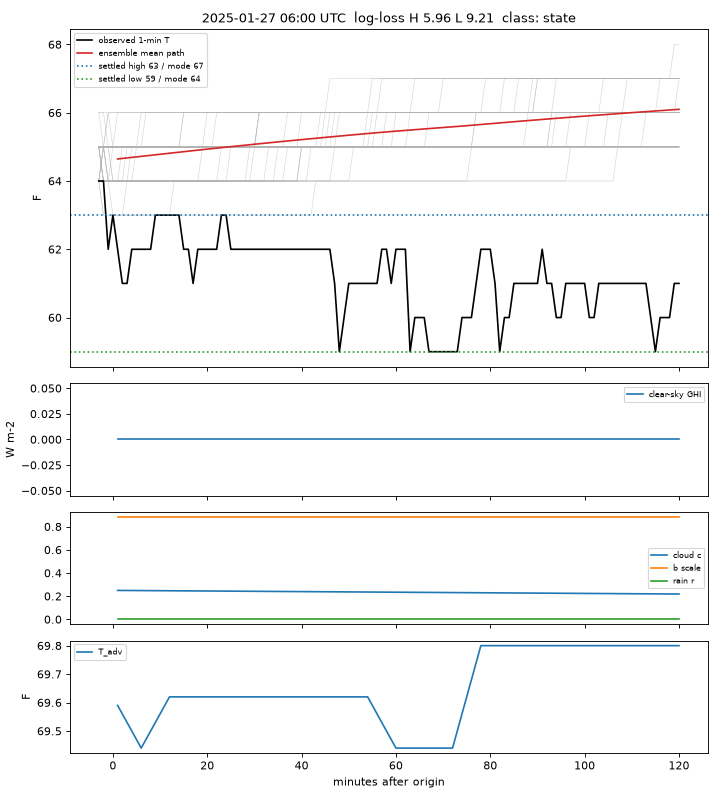 2025-01-27 06:00 UTC  log-loss H 5.96 L 9.21  class: state
observed 1-min T
ensemble mean path
settled high 63 / mode 67
settled low 59 / mode 64
68
66
64
62
60
F
clear-sky GHI
0.050
0.025
0.000
−0.025
−0.050
W m-2
cloud c
b scale
rain r
0.8
0.6
0.4
0.2
0.0
T_adv
69.8
69.7
69.6
69.5
F
0 20 40 60 80 100 120
minutes after origin